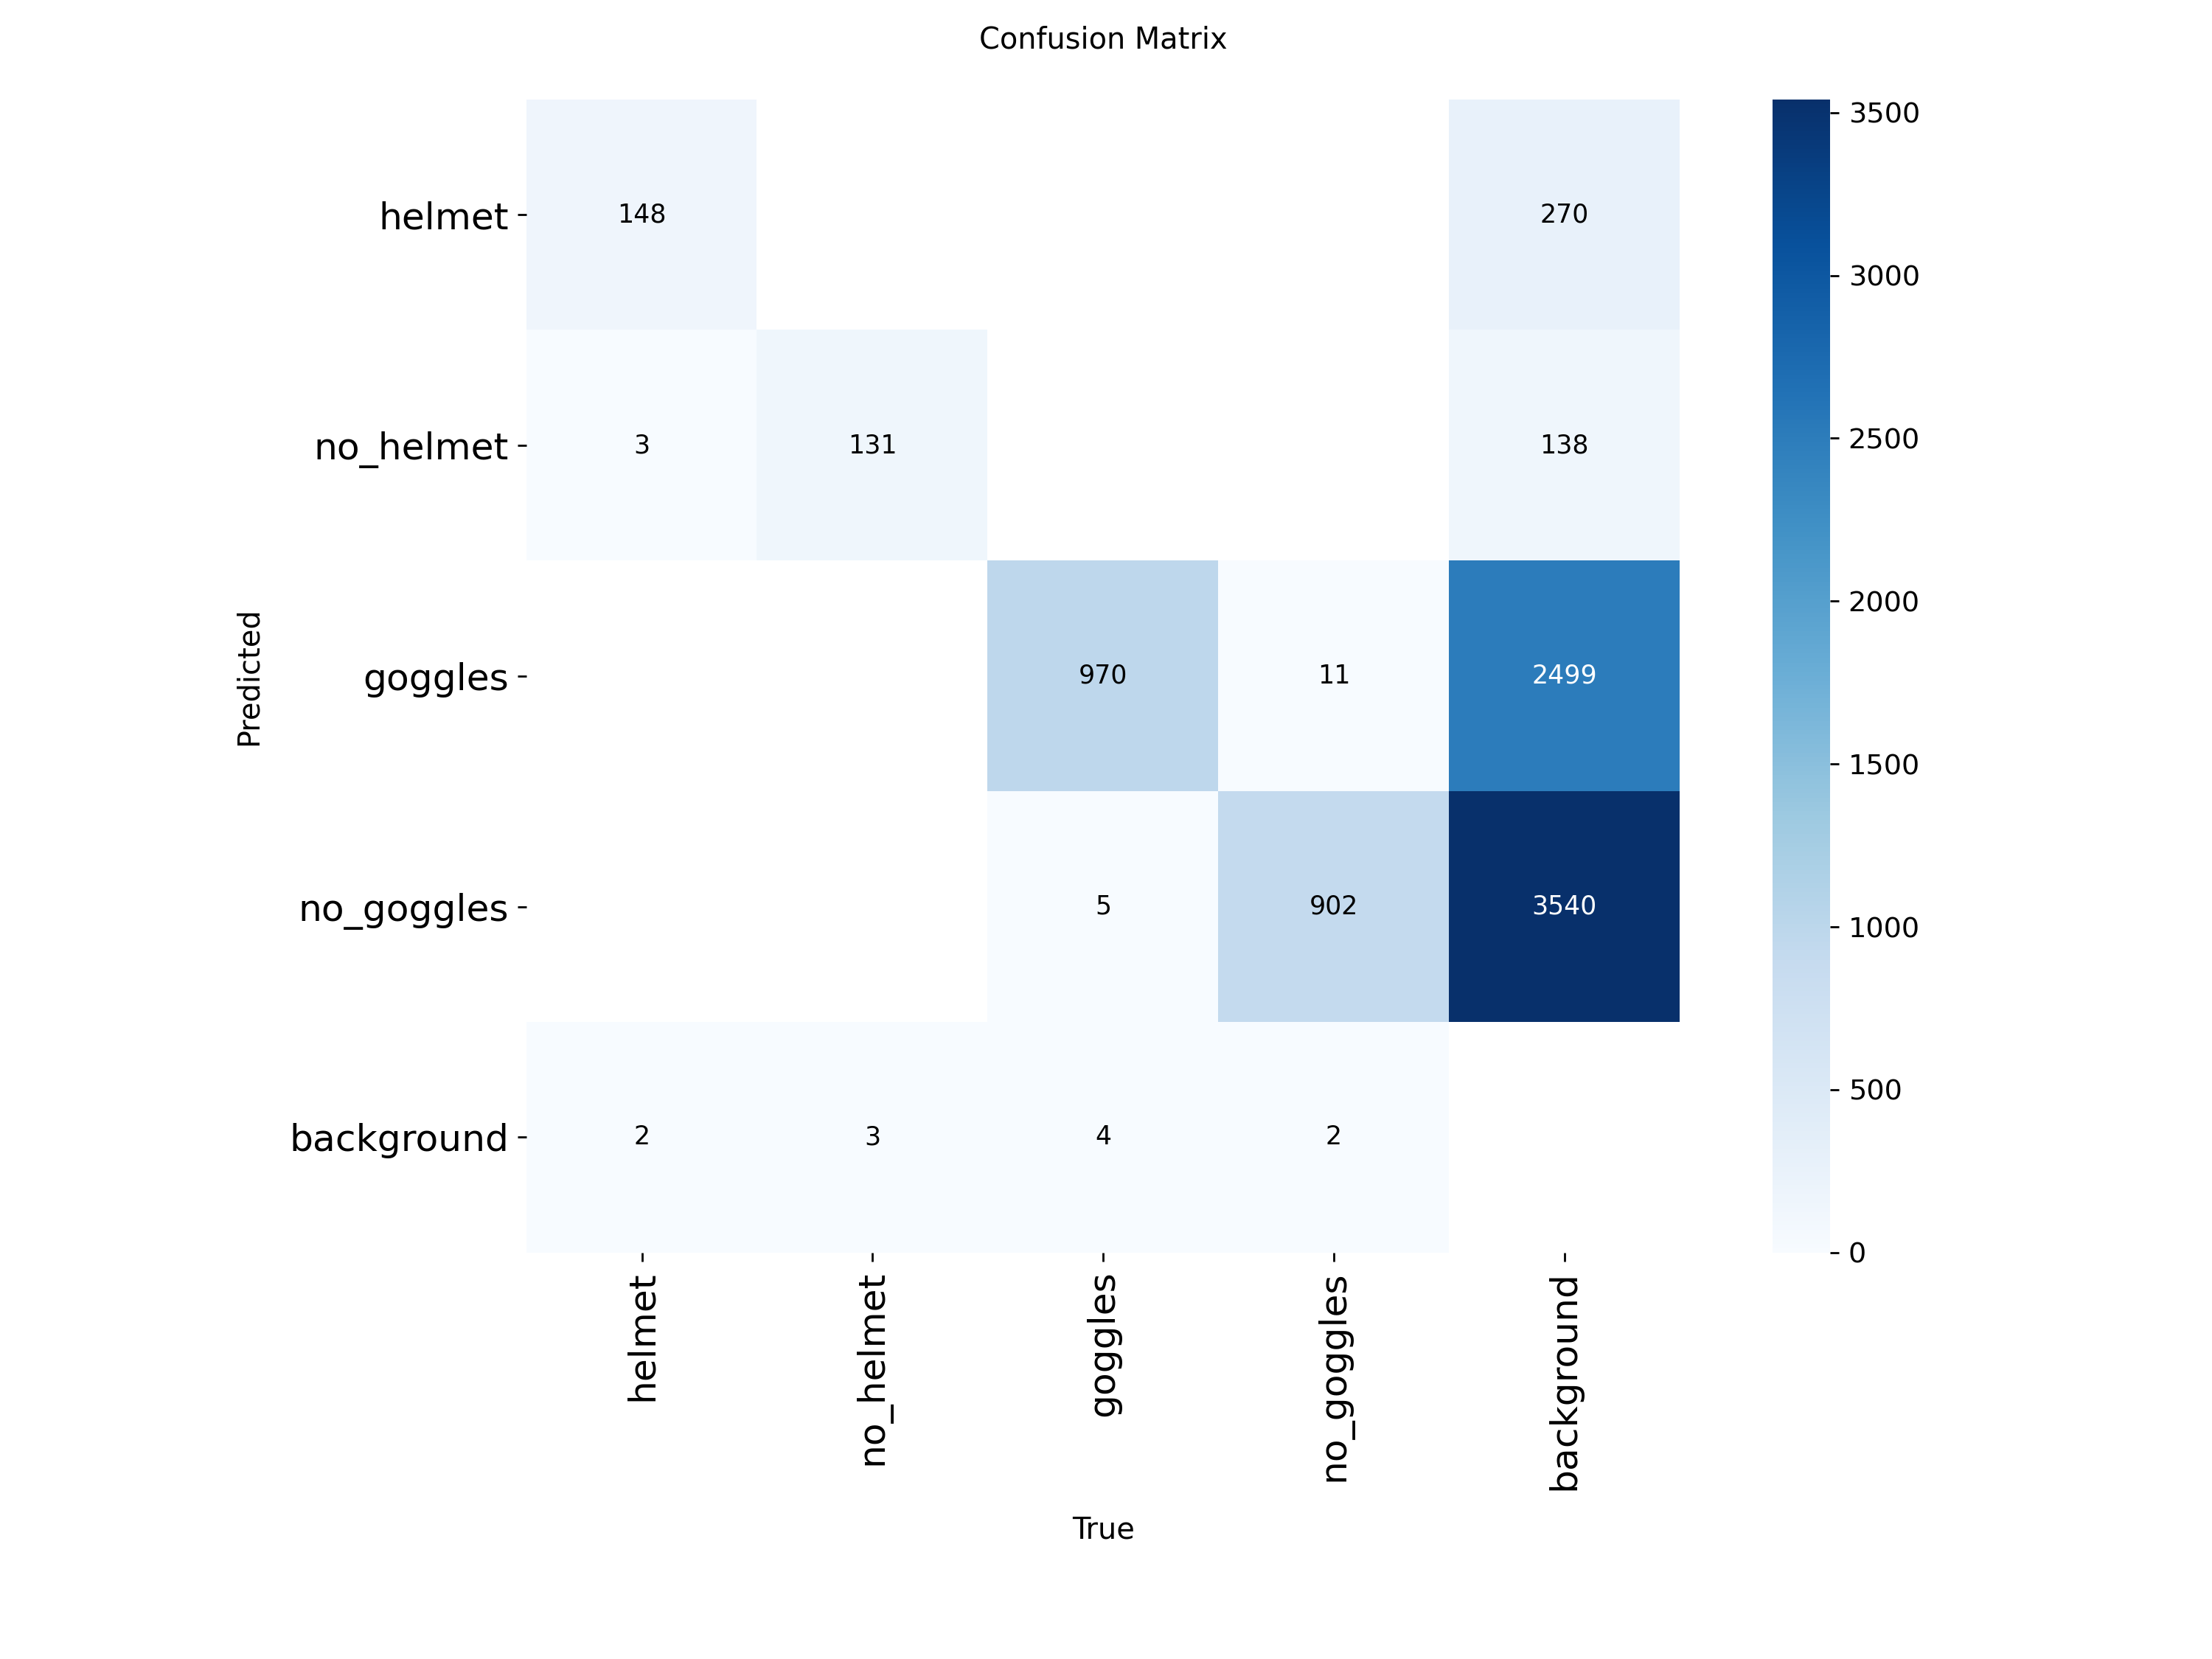 Confusion Matrix
helmet
148
270
no_helmet
3 131 138
Predicted
goggles
970 11 2499
no_goggles
5 902 3540
background
2 3 4 2
helmet
no_helmet
goggles
no_goggles
background
True
3500
3000
2500
2000
1500
1000
500
0